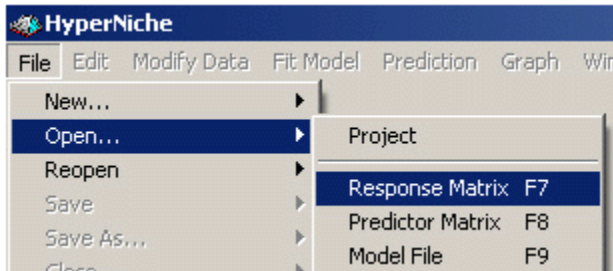 HyperNiche
File Edit Modify Data Fit Model Prediction Graph
New...
Open... Project
Reopen
Response Matrix F7
Save
Predictor Matrix F8
Save As...
Model File F9
Close